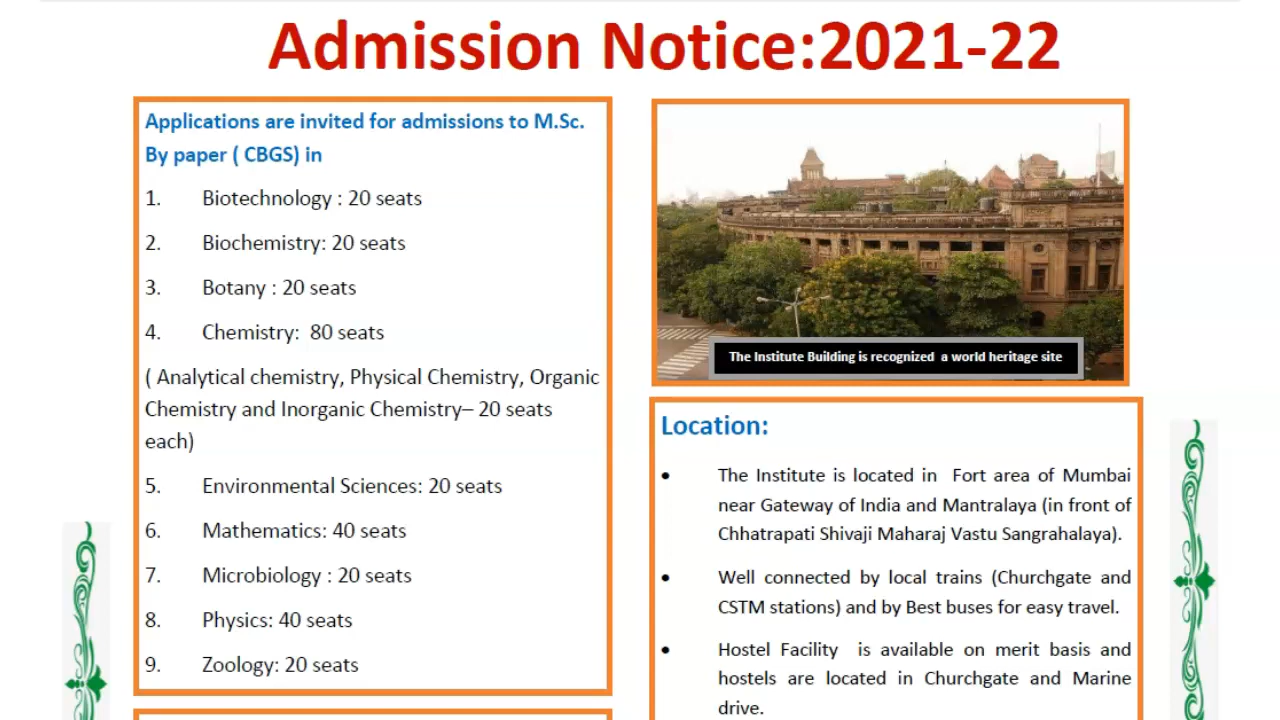 Admission Notice:2021-22
Applications are invited for admissions to M.Sc.
By paper ( CBGS) in
1. Biotechnology : 20 seats
2. Biochemistry: 20 seats
3. Botany : 20 seats
4. Chemistry:  80 seats
( Analytical chemistry, Physical Chemistry, Organic
Chemistry and Inorganic Chemistry– 20 seats
each)
5. Environmental Sciences: 20 seats
6. Mathematics: 40 seats
7. Microbiology : 20 seats
8. Physics: 40 seats
9. Zoology: 20 seats
The Institute Building is recognized  a world heritage site
Location:
• The Institute is located in  Fort area of Mumbai
near Gateway of India and Mantralaya (in front of
Chhatrapati Shivaji Maharaj Vastu Sangrahalaya).
• Well connected by local trains (Churchgate and
CSTM stations) and by Best buses for easy travel.
• Hostel Facility  is available on merit basis and
hostels are located in Churchgate and Marine
drive.